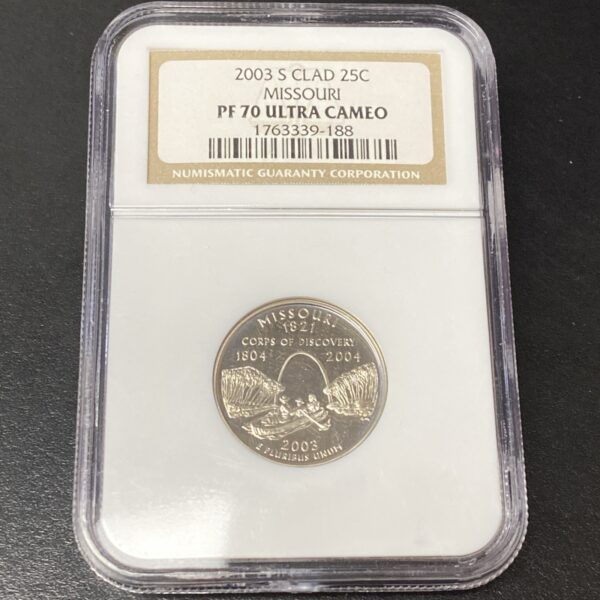 2003 S CLAD 25C
MISSOURI
PF 70 ULTRA CAMEO
1763339-188
NUMISMATIC GUARANTY CORPORATION
MISSOURI
1821
CORPS OF DISCOVERY
1804 2004
2003
E PLURIBUS UNUM